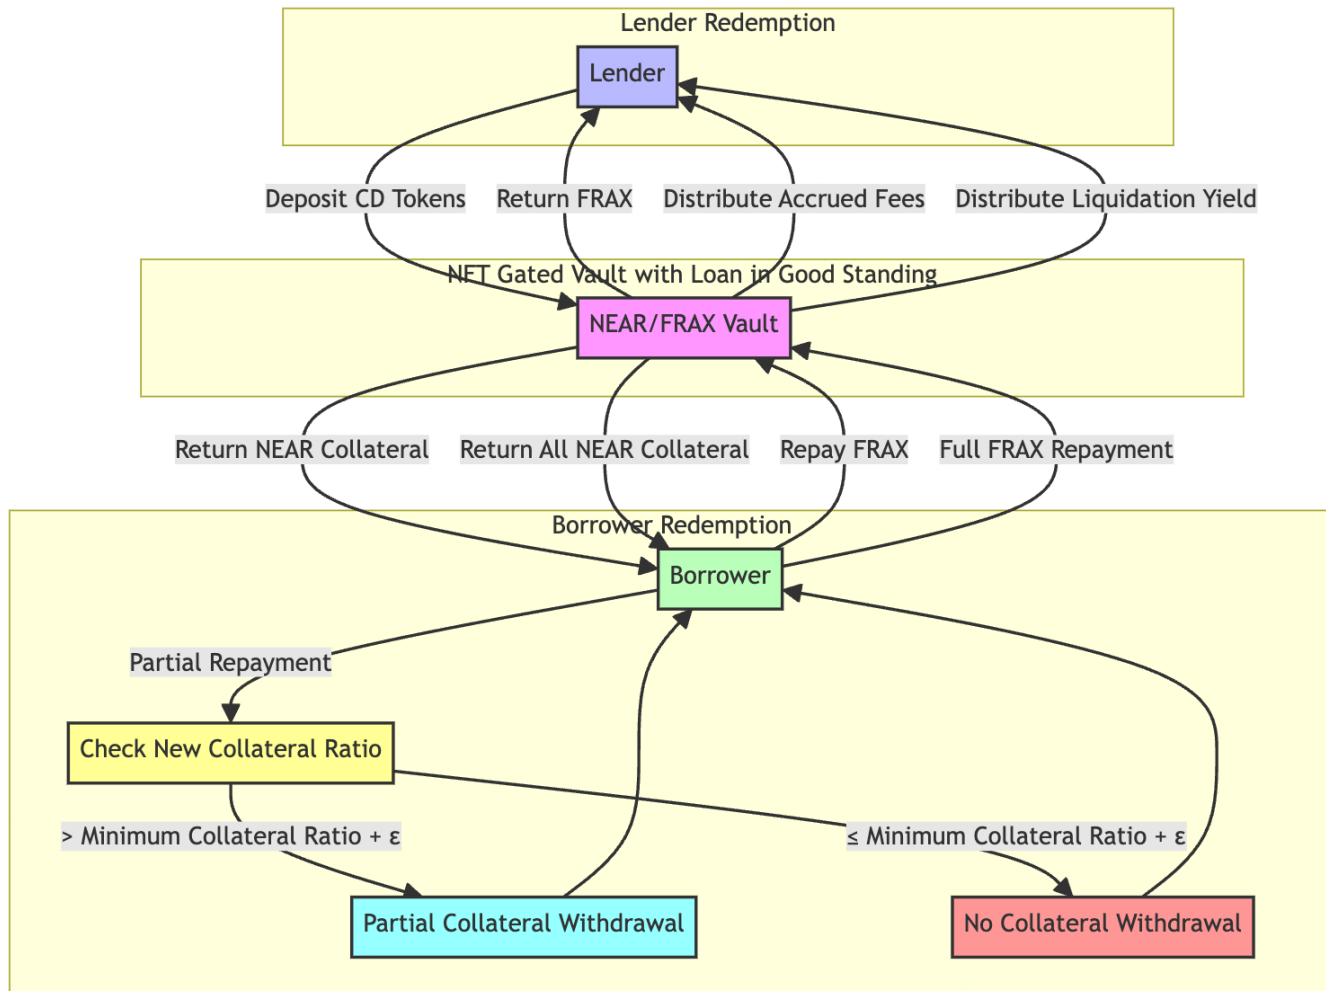 Lender Redemption
Lender
Deposit CD Tokens
Return FRAX
Distribute Accrued Fees
Distribute Liquidation Yield
NFT Gated Vault with Loan in Good Standing
NEAR/FRAX Vault
Return NEAR Collateral
Return All NEAR Collateral
Repay FRAX
Full FRAX Repayment
Borrower Redemption
Borrower
Partial Repayment
Check New Collateral Ratio
> Minimum Collateral Ratio + ε
≤ Minimum Collateral Ratio + ε
Partial Collateral Withdrawal
No Collateral Withdrawal